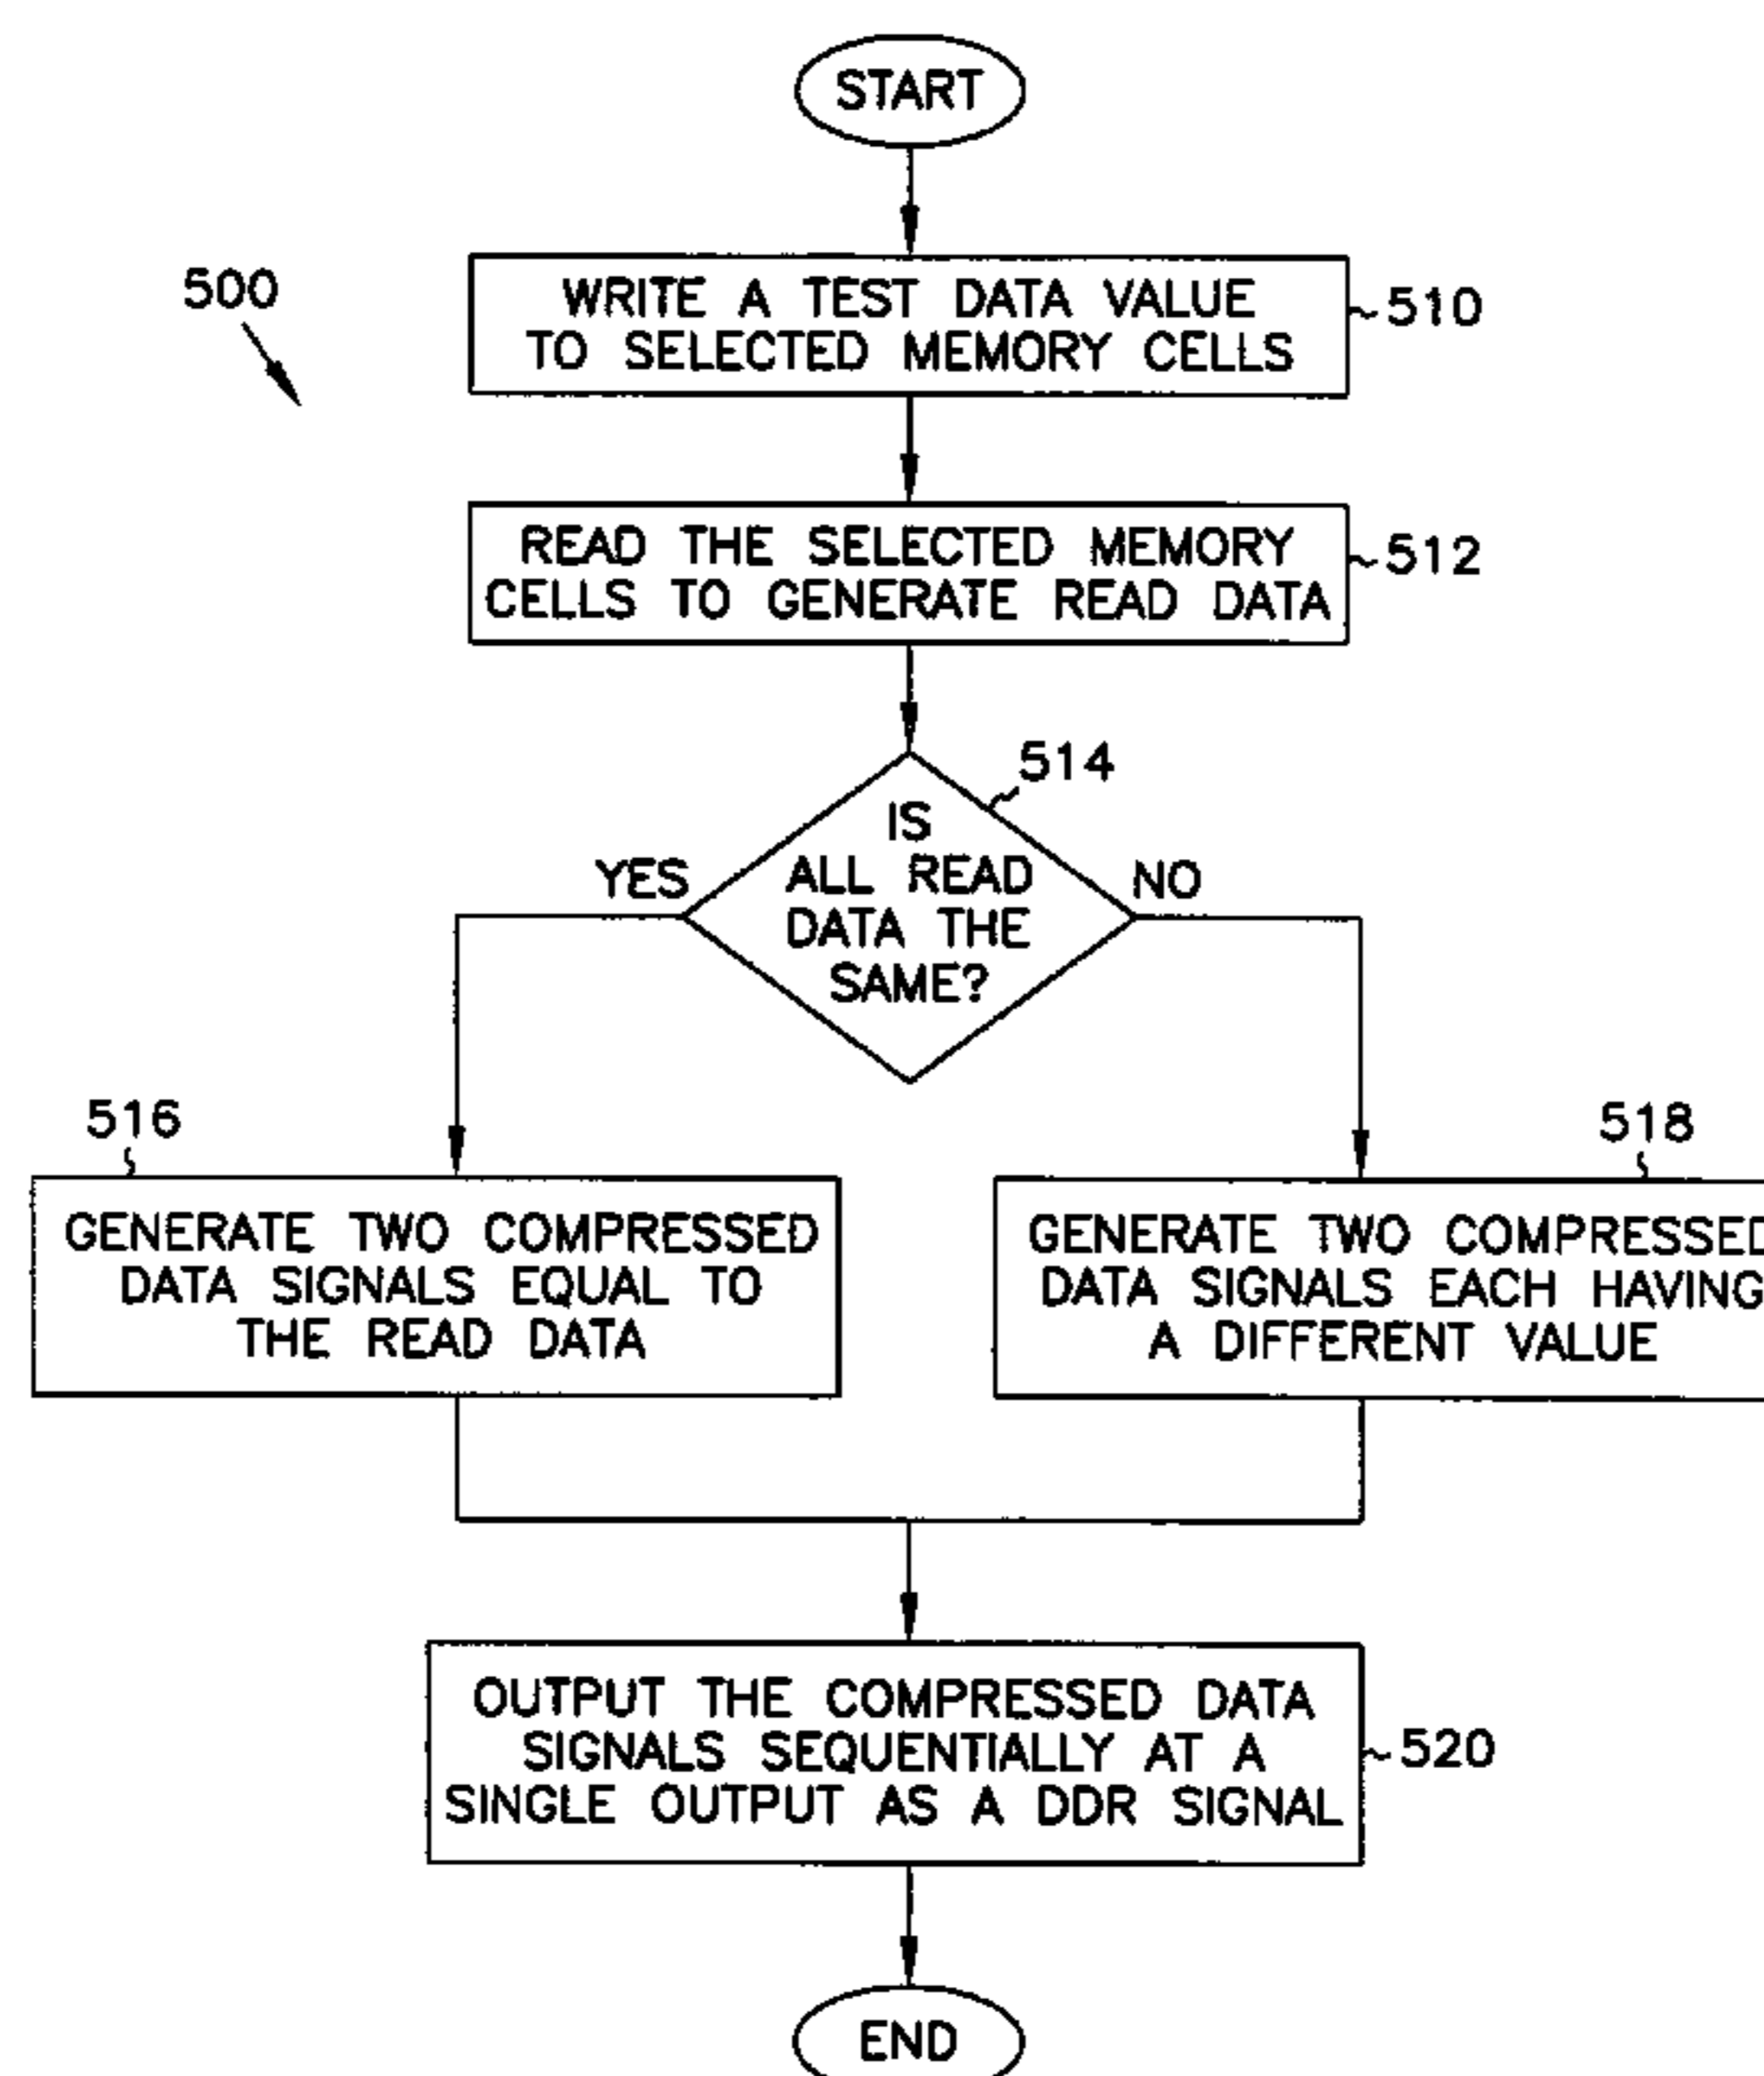 START
500
WRITE A TEST DATA VALUE
TO SELECTED MEMORY CELLS
510
READ THE SELECTED MEMORY
CELLS TO GENERATE READ DATA
512
514
IS
ALL READ
DATA THE
SAME?
YES
NO
516
GENERATE TWO COMPRESSED
DATA SIGNALS EQUAL TO
THE READ DATA
518
GENERATE TWO COMPRESSED
DATA SIGNALS EACH HAVING
A DIFFERENT VALUE
OUTPUT THE COMPRESSED DATA
SIGNALS SEQUENTIALLY AT A
SINGLE OUTPUT AS A DDR SIGNAL
520
END